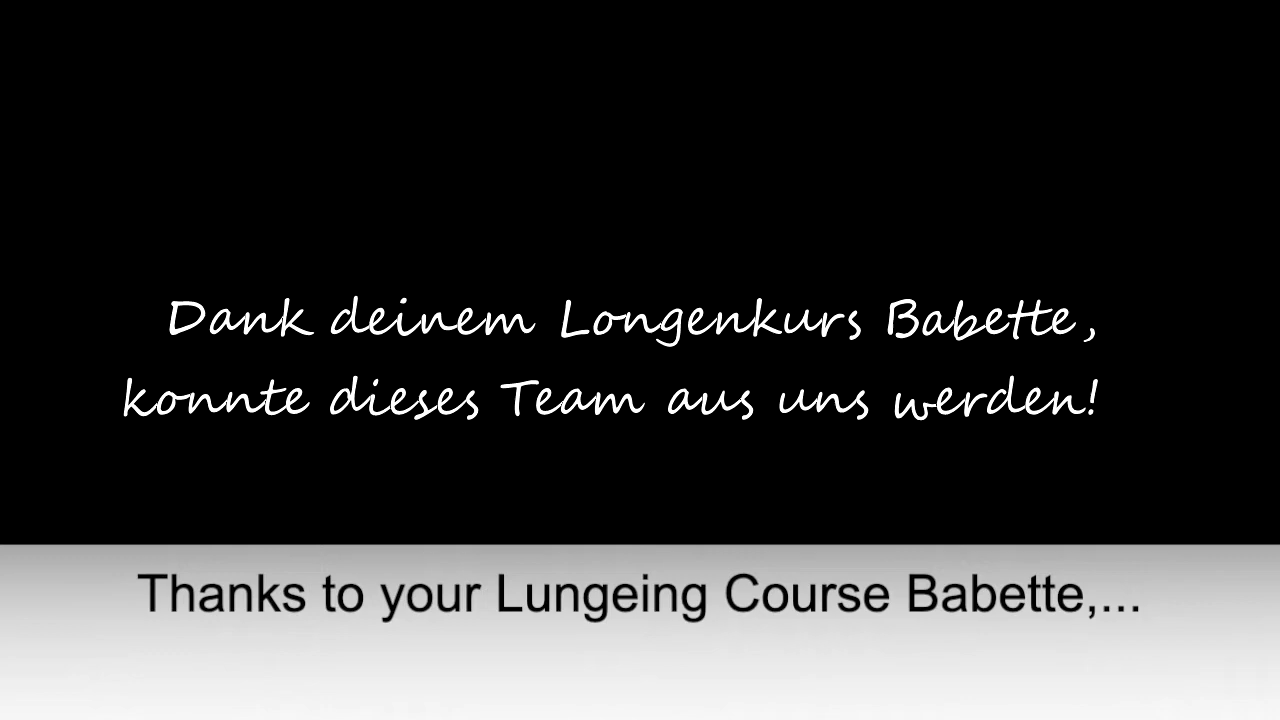 Dank deinem Longenkurs Babette,
konnte dieses Team aus uns werden!
Thanks to your Lungeing Course Babette,...